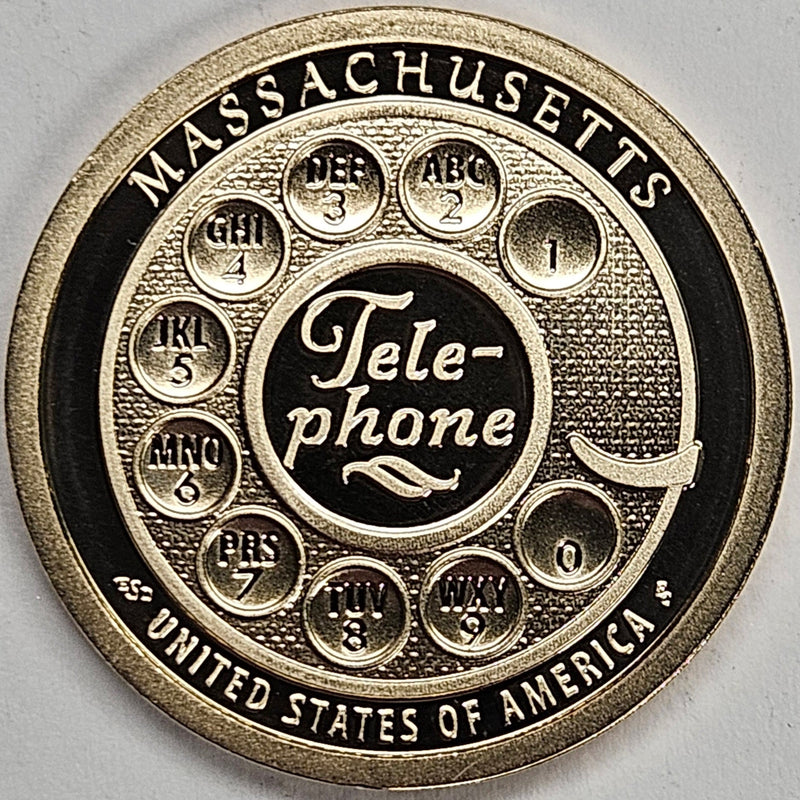 MASSACHUSETTS
1
ABC
2
DEF
3
GHI
4
JKL
5
MNO
6
PRS
7
TUV
8
WXY
9
0
Tele-
phone
UNITED STATES OF AMERICA